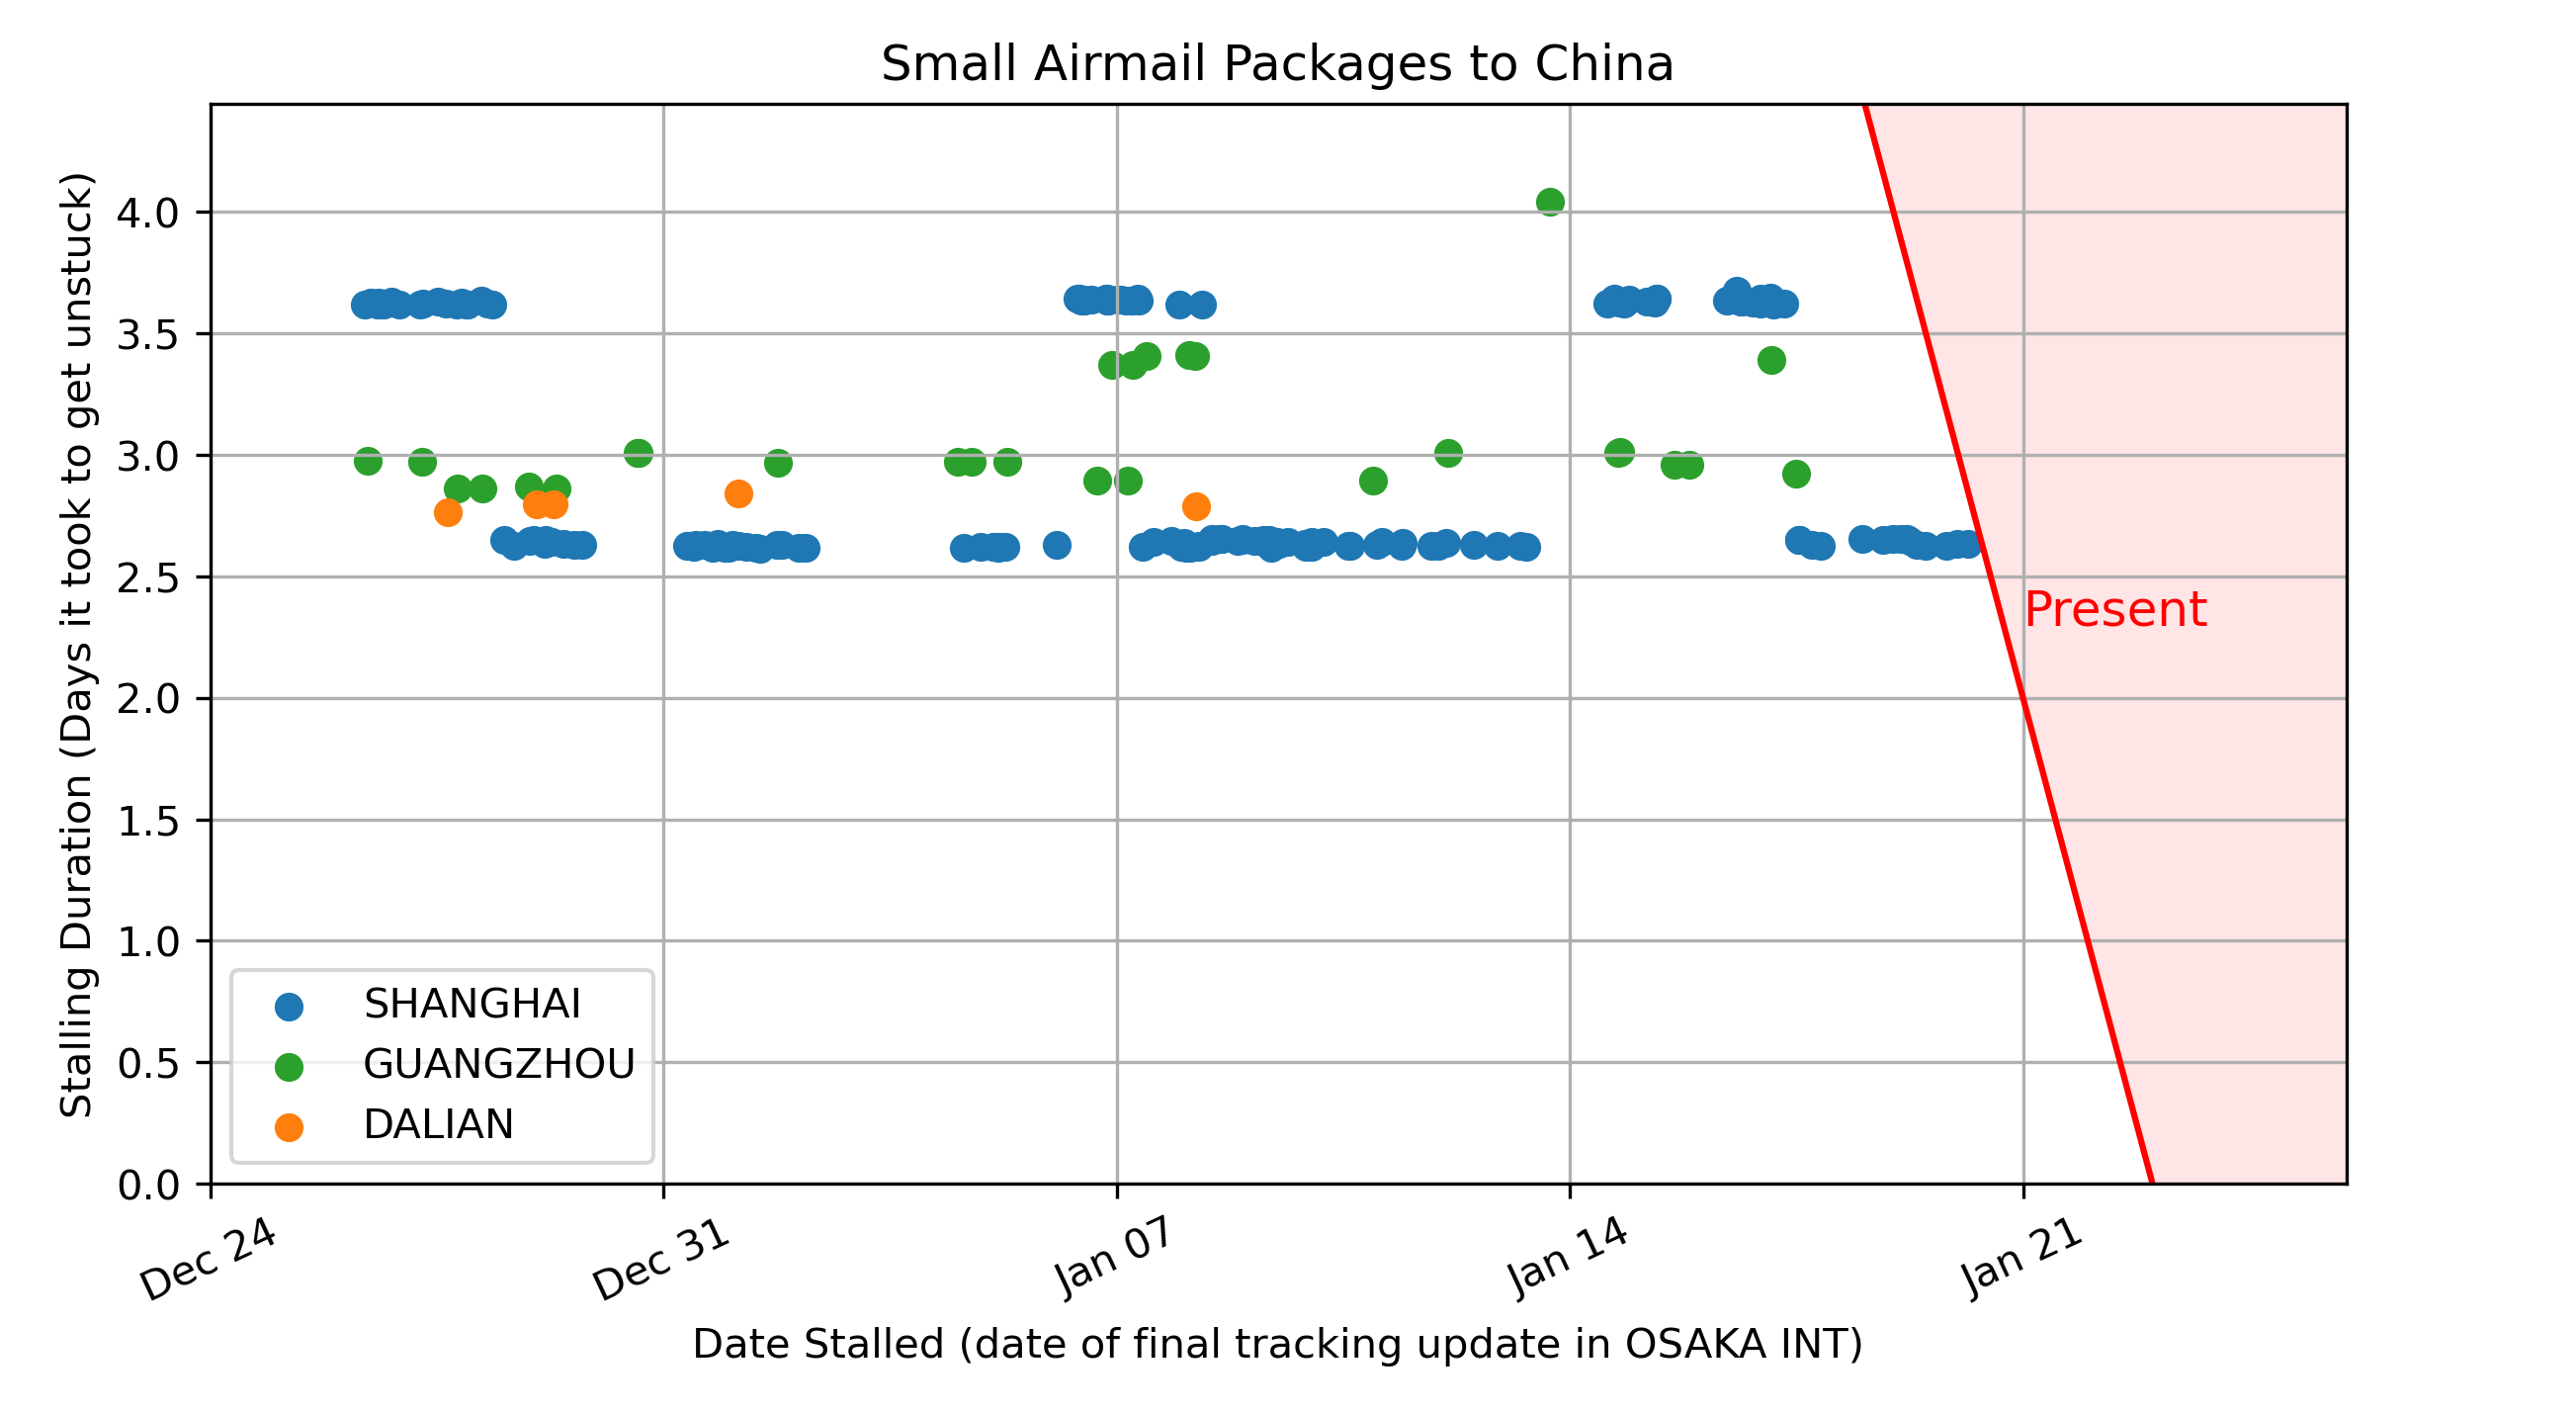 Small Airmail Packages to China
Stalling Duration (Days it took to get unstuck)
4.0
3.5
3.0
2.5
2.0
1.5
1.0
0.5
0.0
Present
SHANGHAI
GUANGZHOU
DALIAN
Dec 24
Dec 31
Jan 07
Jan 14
Jan 21
Date Stalled (date of final tracking update in OSAKA INT)